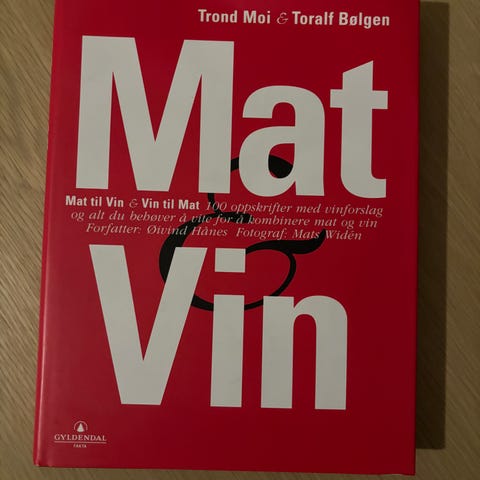 Trond Moi & Toralf Bølgen
Mat
Mat til Vin & Vin til Mat 100 oppskrifter med vinforslag
og alt du behøver å vite for å kombinere mat og vin
Forfatter: Øivind Hånes Fotograf: Mats Widén
&
Vin
GYLDENDAL
FAKTA